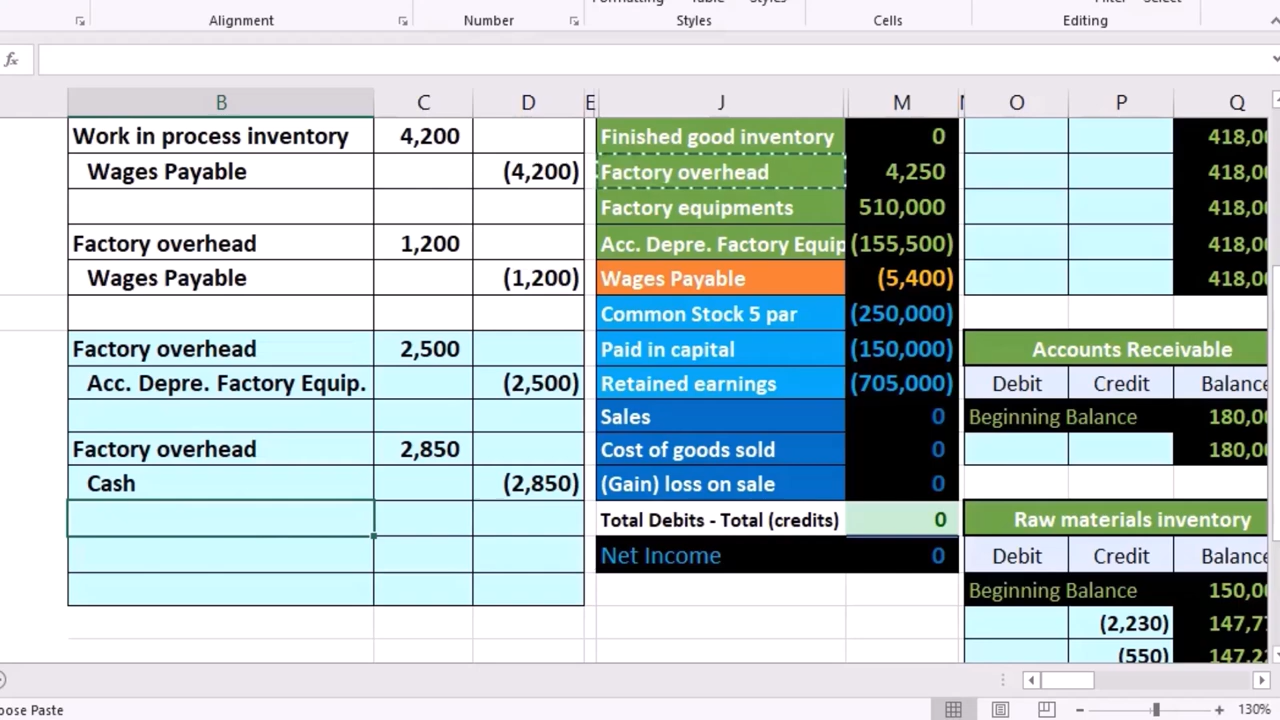 Alignment Number Styles Cells Editing
fx
B C D E J M O P Q
Work in process inventory 4,200 Finished good inventory 0
Wages Payable (4,200) Factory overhead 4,250
Factory equipments 510,000
Factory overhead 1,200 Acc. Depre. Factory Equip (155,500)
Wages Payable (1,200) Wages Payable (5,400)
Common Stock 5 par (250,000)
Factory overhead 2,500 Paid in capital (150,000) Accounts Receivable
Acc. Depre. Factory Equip. (2,500) Retained earnings (705,000) Debit Credit Balance
Sales 0 Beginning Balance
Factory overhead 2,850 Cost of goods sold 0
Cash (2,850) (Gain) loss on sale 0
Total Debits - Total (credits) 0 Raw materials inventory
Net Income 0 Debit Credit Balance
Beginning Balance
(2,230)
(550)
130%